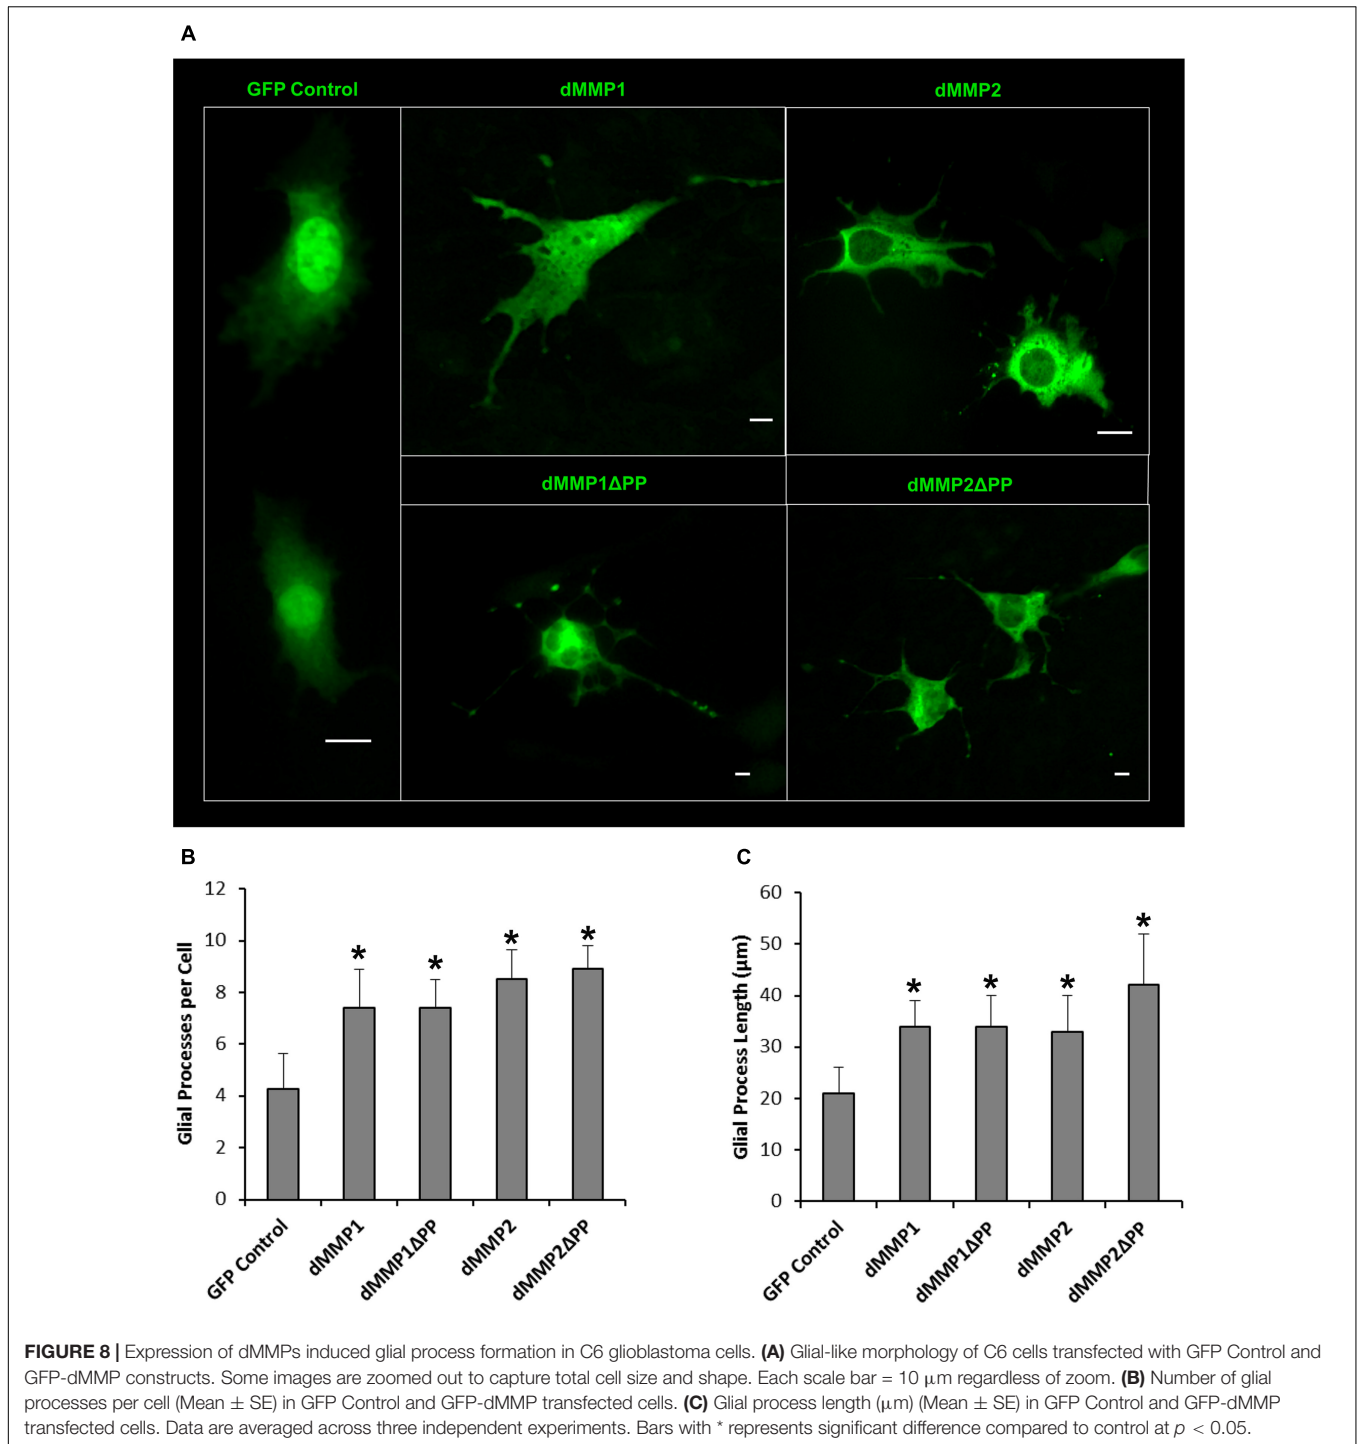 A
GFP Control dMMP1 dMMP2
dMMP1ΔPP dMMP2ΔPP
B
12
10
8
6
4
2
0
Glial Processes per Cell
* * * *
GFP Control dMMP1 dMMP1ΔPP dMMP2 dMMP2ΔPP
C
60
50
40
30
20
10
0
Glial Process Length (μm)
* * * *
GFP Control dMMP1 dMMP1ΔPP dMMP2 dMMP2ΔPP
FIGURE 8 | Expression of dMMPs induced glial process formation in C6 glioblastoma cells. (A) Glial-like morphology of C6 cells transfected with GFP Control and
GFP-dMMP constructs. Some images are zoomed out to capture total cell size and shape. Each scale bar = 10 μm regardless of zoom. (B) Number of glial
processes per cell (Mean ± SE) in GFP Control and GFP-dMMP transfected cells. (C) Glial process length (μm) (Mean ± SE) in GFP Control and GFP-dMMP
transfected cells. Data are averaged across three independent experiments. Bars with * represents significant difference compared to control at p < 0.05.